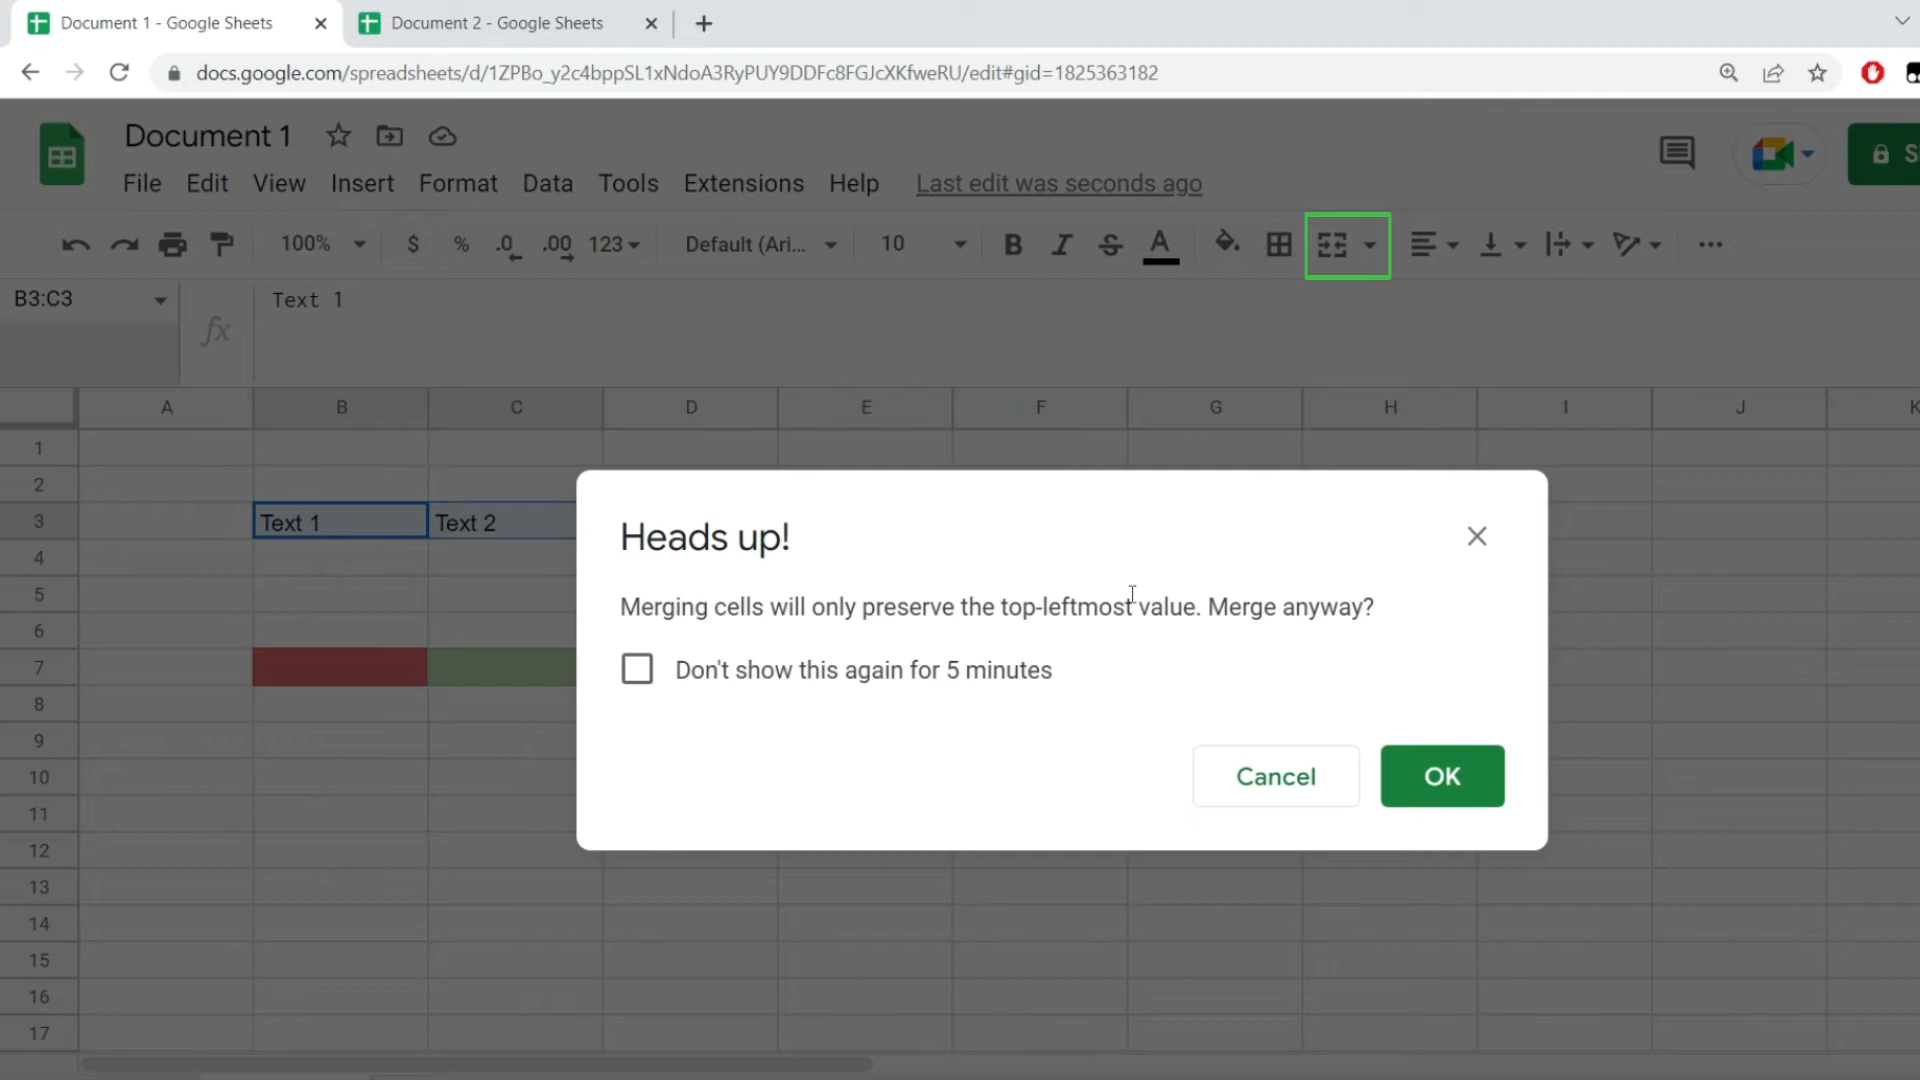 Document 1 - Google Sheets
Document 2 - Google Sheets
docs.google.com/spreadsheets/d/1ZPBo_y2c4bppSL1xNdoA3RyPUY9DDFc8FGJcXKfweRU/edit#gid=1825363182
Document 1
File Edit View Insert Format Data Tools Extensions Help Last edit was seconds ago
100% $ % .0 .00 123 Default (Ari... 10 B I S A
B3:C3 fx Text 1
A B C D E F G H I J K
1
2
3 Text 1 Text 2
4
5
6
7
8
9
10
11
12
13
14
15
16
17
Heads up!
Merging cells will only preserve the top-leftmost value. Merge anyway?
Don't show this again for 5 minutes
Cancel OK